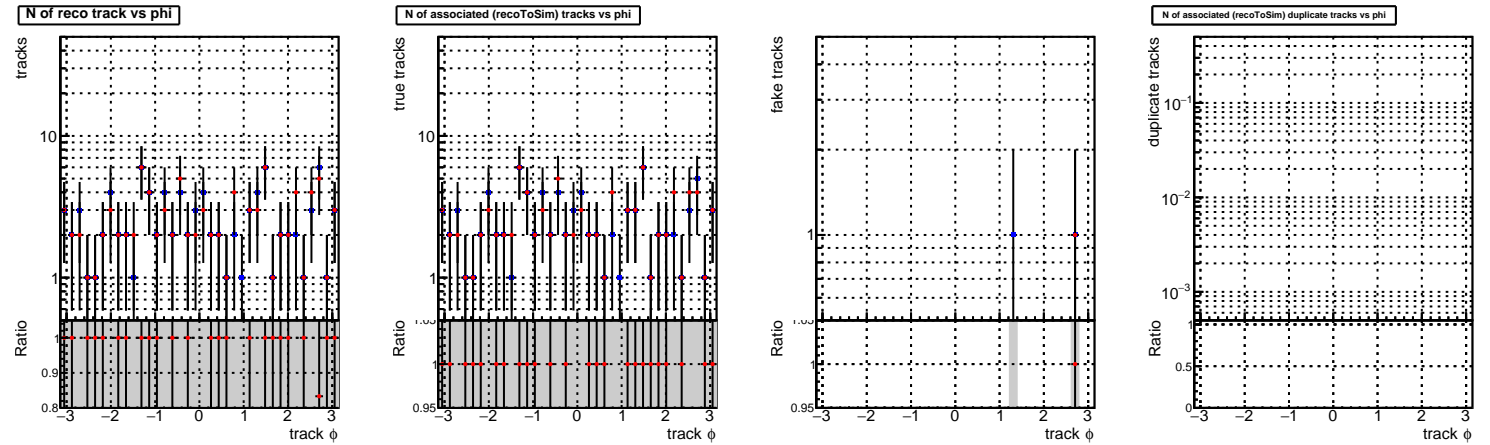 N of reco track vs phi
tracks
10
1
Ratio
1
0.9
0.8
−3 −2 −1 0 1 2 3
track ϕ
N of associated (recoToSim) tracks vs phi
true tracks
10
1
Ratio
1.05
1
0.95
−3 −2 −1 0 1 2 3
track ϕ
fake tracks
1
Ratio
1.05
1
0.95
−3 −2 −1 0 1 2 3
track ϕ
N of associated (recoToSim) duplicate tracks vs phi
duplicate tracks
10−1
10−2
10−3
Ratio
1
0.5
0
−3 −2 −1 0 1 2 3
track ϕ